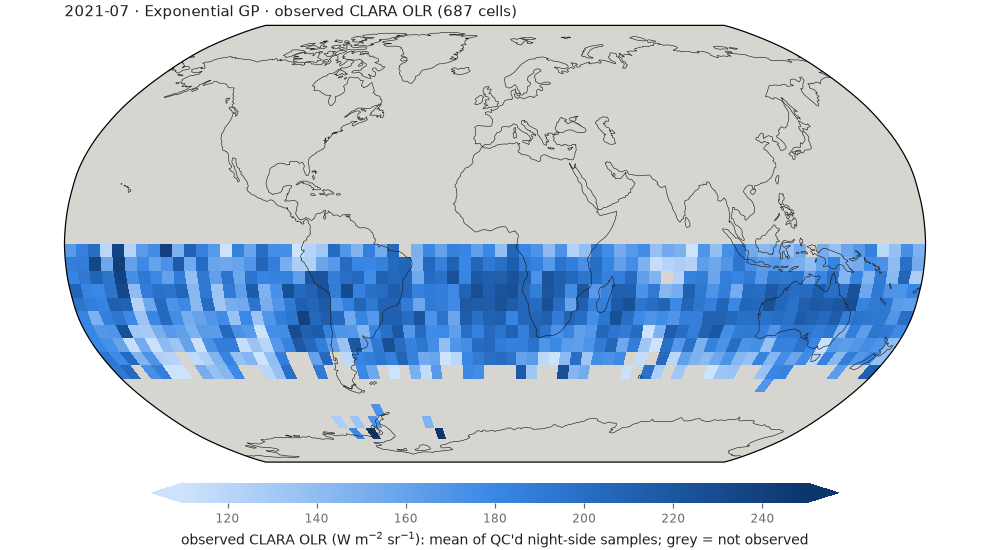 2021-07 · Exponential GP · observed CLARA OLR (687 cells)
120 140 160 180 200 220 240
observed CLARA OLR (W m⁻² sr⁻¹): mean of QC'd night-side samples; grey = not observed